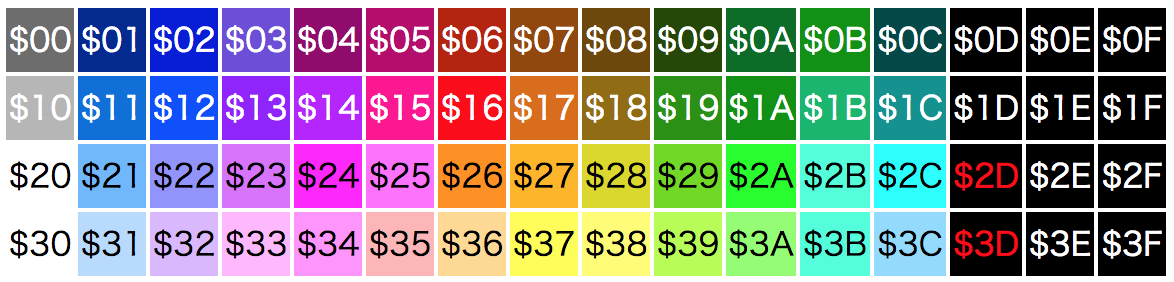 $00 $01 $02 $03 $04 $05 $06 $07 $08 $09 $0A $0B $0C $0D $0E $0F
$10 $11 $12 $13 $14 $15 $16 $17 $18 $19 $1A $1B $1C $1D $1E $1F
$20 $21 $22 $23 $24 $25 $26 $27 $28 $29 $2A $2B $2C $2D $2E $2F
$30 $31 $32 $33 $34 $35 $36 $37 $38 $39 $3A $3B $3C $3D $3E $3F